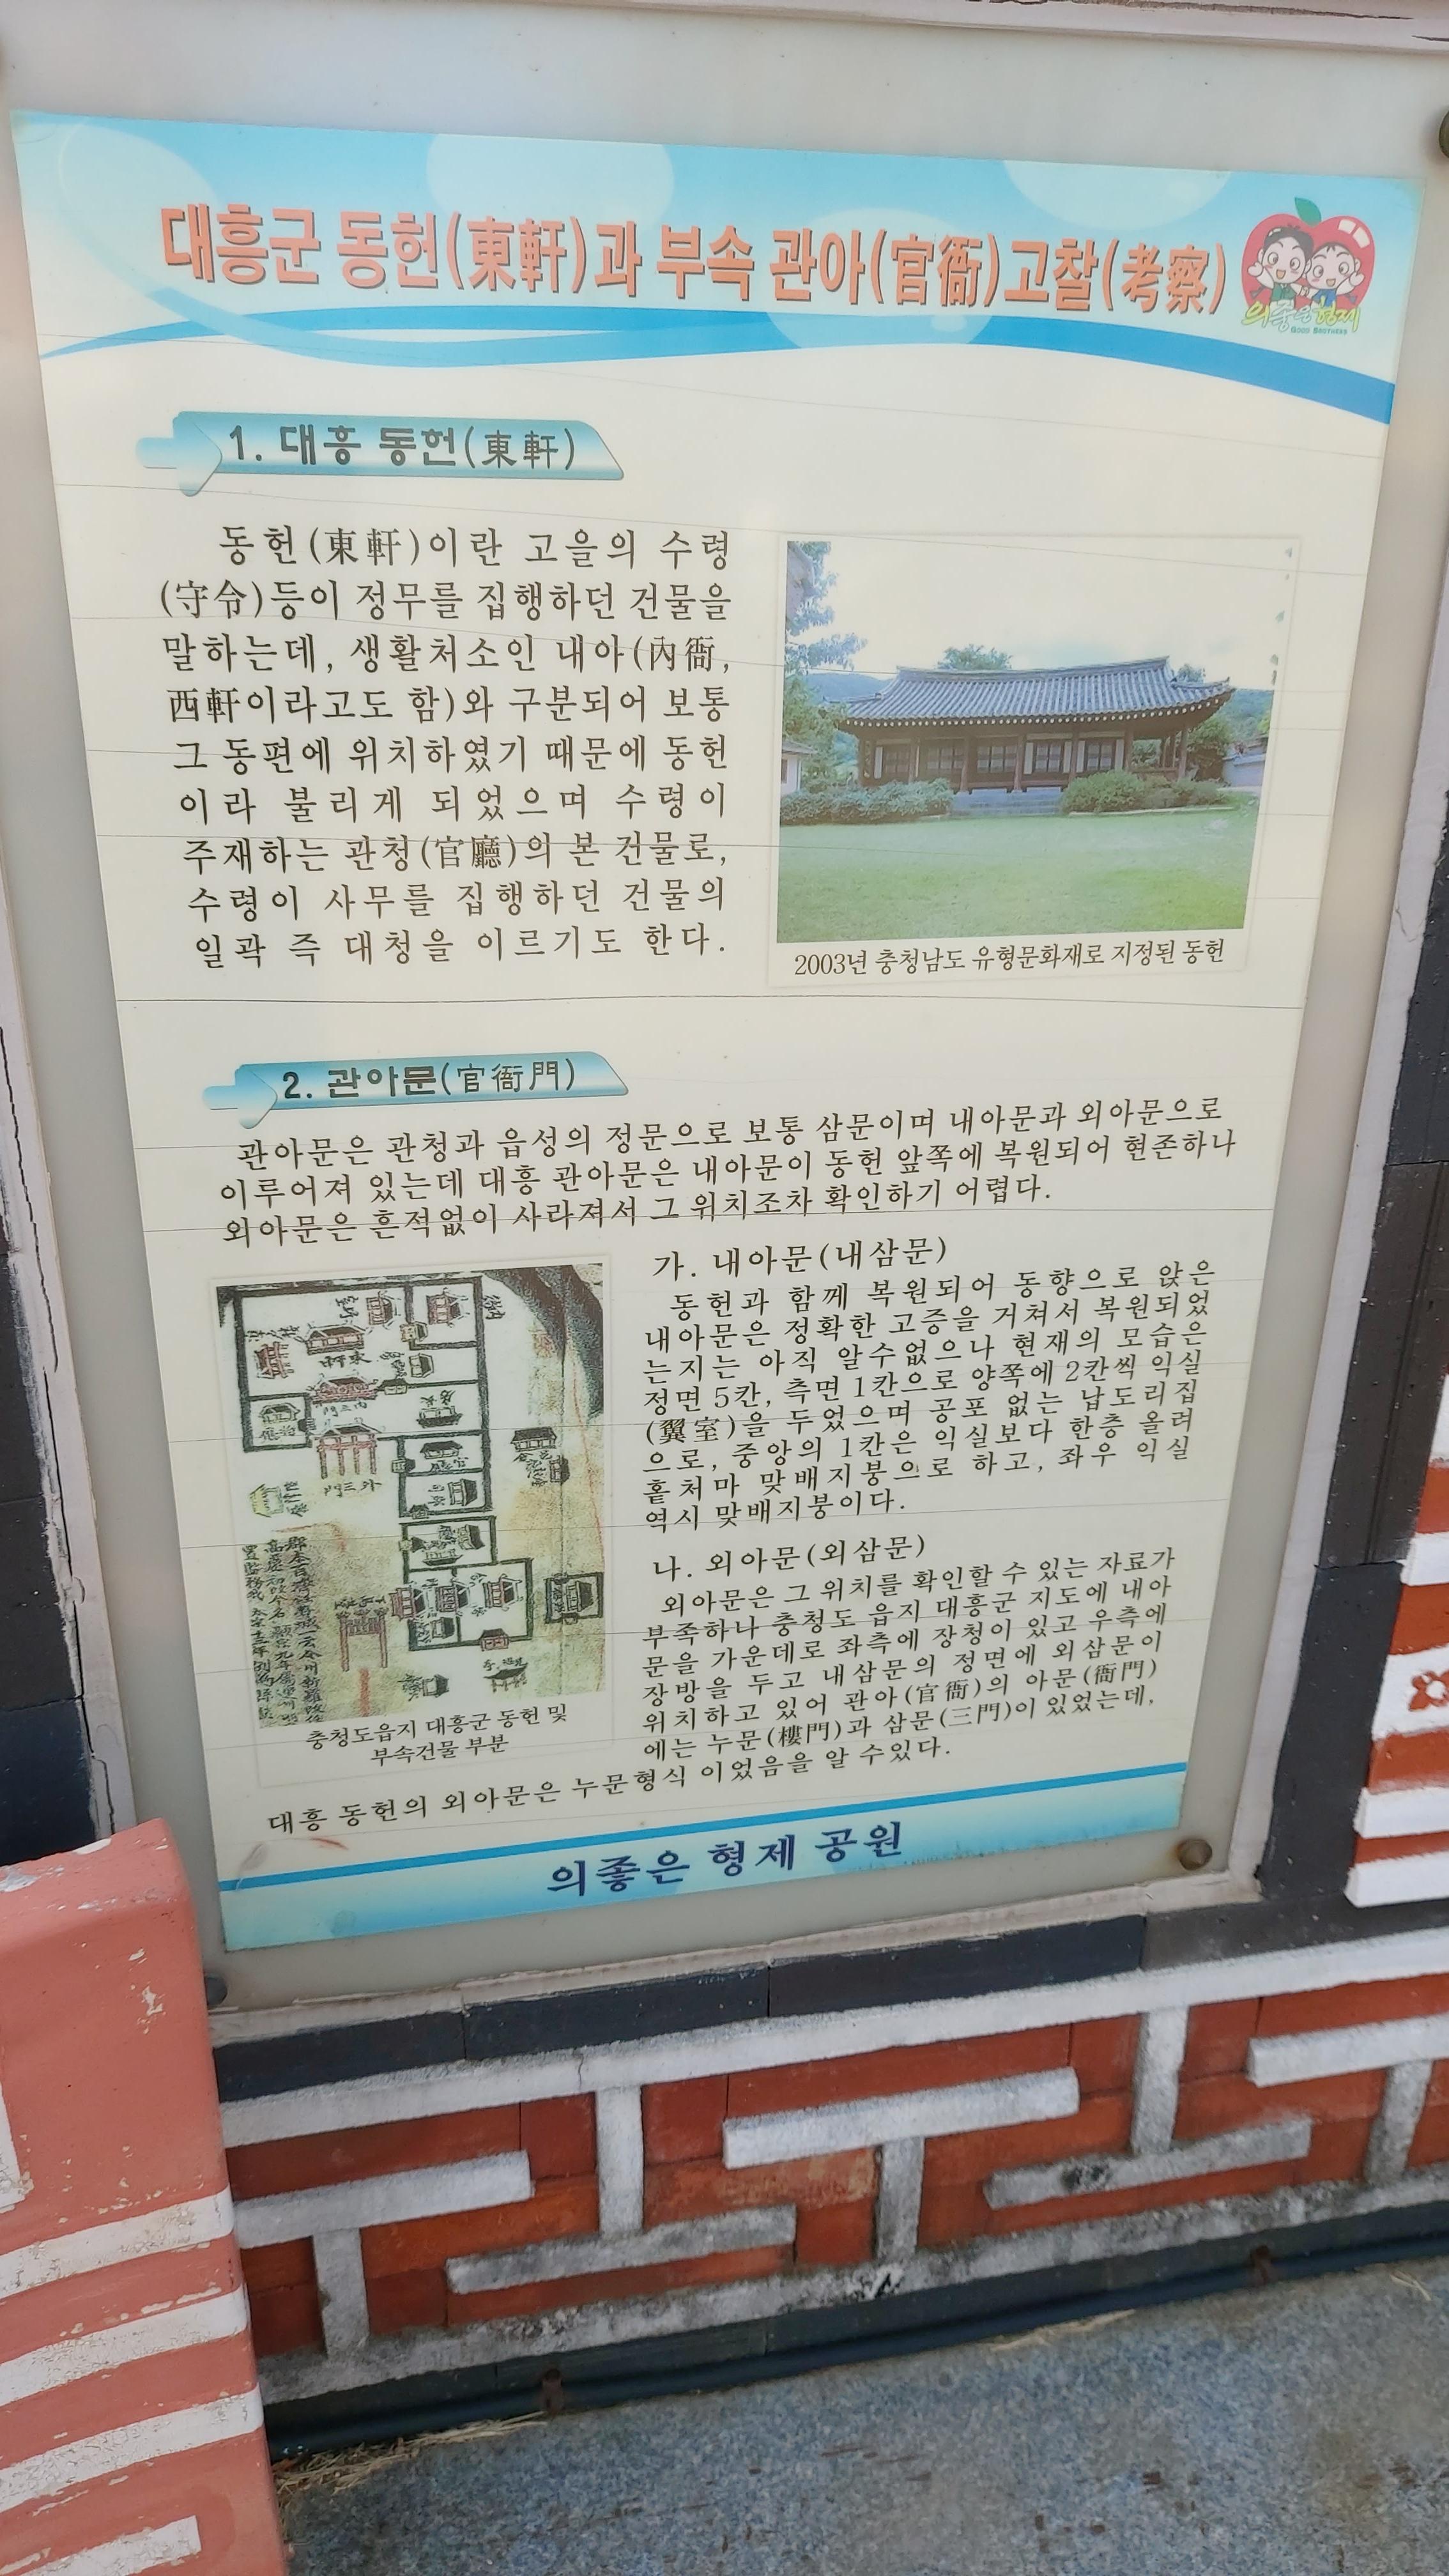 대흥군 동헌(東軒)과 부속 관아(官衙)고찰(考察)
의좋은형제
GOOD BROTHERS
1. 대흥 동헌(東軒)
동헌(東軒)이란 고을의 수령
(守令)등이 정무를 집행하던 건물을
말하는데, 생활처소인 내아(內衙,
西軒이라고도 함)와 구분되어 보통
그 동편에 위치하였기 때문에 동헌
이라 불리게 되었으며 수령이
주재하는 관청(官廳)의 본 건물로,
수령이 사무를 집행하던 건물의
일곽 즉 대청을 이르기도 한다.
2003년 충청남도 유형문화재로 지정된 동헌
2. 관아문(官衙門)
관아문은 관청과 읍성의 정문으로 보통 삼문이며 내아문과 외아문으로
이루어져 있는데 대흥 관아문은 내아문이 동헌 앞쪽에 복원되어 현존하나
외아문은 흔적없이 사라져서 그 위치조차 확인하기 어렵다.
가. 내아문(내삼문)
동헌과 함께 복원되어 동향으로 앉은
내아문은 정확한 고증을 거쳐서 복원되었
는지는 아직 알수없으나 현재의 모습은
정면 5칸, 측면 1칸으로 양쪽에 2칸씩 익실
(翼室)을 두었으며 공포 없는 납도리집
으로, 중앙의 1칸은 익실보다 한층 올려
홑처마 맞배지붕으로 하고, 좌우 익실
역시 맞배지붕이다.
나. 외아문(외삼문)
외아문은 그 위치를 확인할 수 있는 자료가
부족하나 충청도 읍지 대흥군 지도에 내아
문을 가운데로 좌측에 장청이 있고 우측에
장방을 두고 내삼문의 정면에 외삼문이
위치하고 있어 관아(官衙)의 아문(衙門)
에는 누문(樓門)과 삼문(三門)이 있었는데,
대흥 동헌의 외아문은 누문형식 이었음을 알 수있다.
충청도읍지 대흥군 동헌 및
부속건물 부분
의좋은 형제 공원